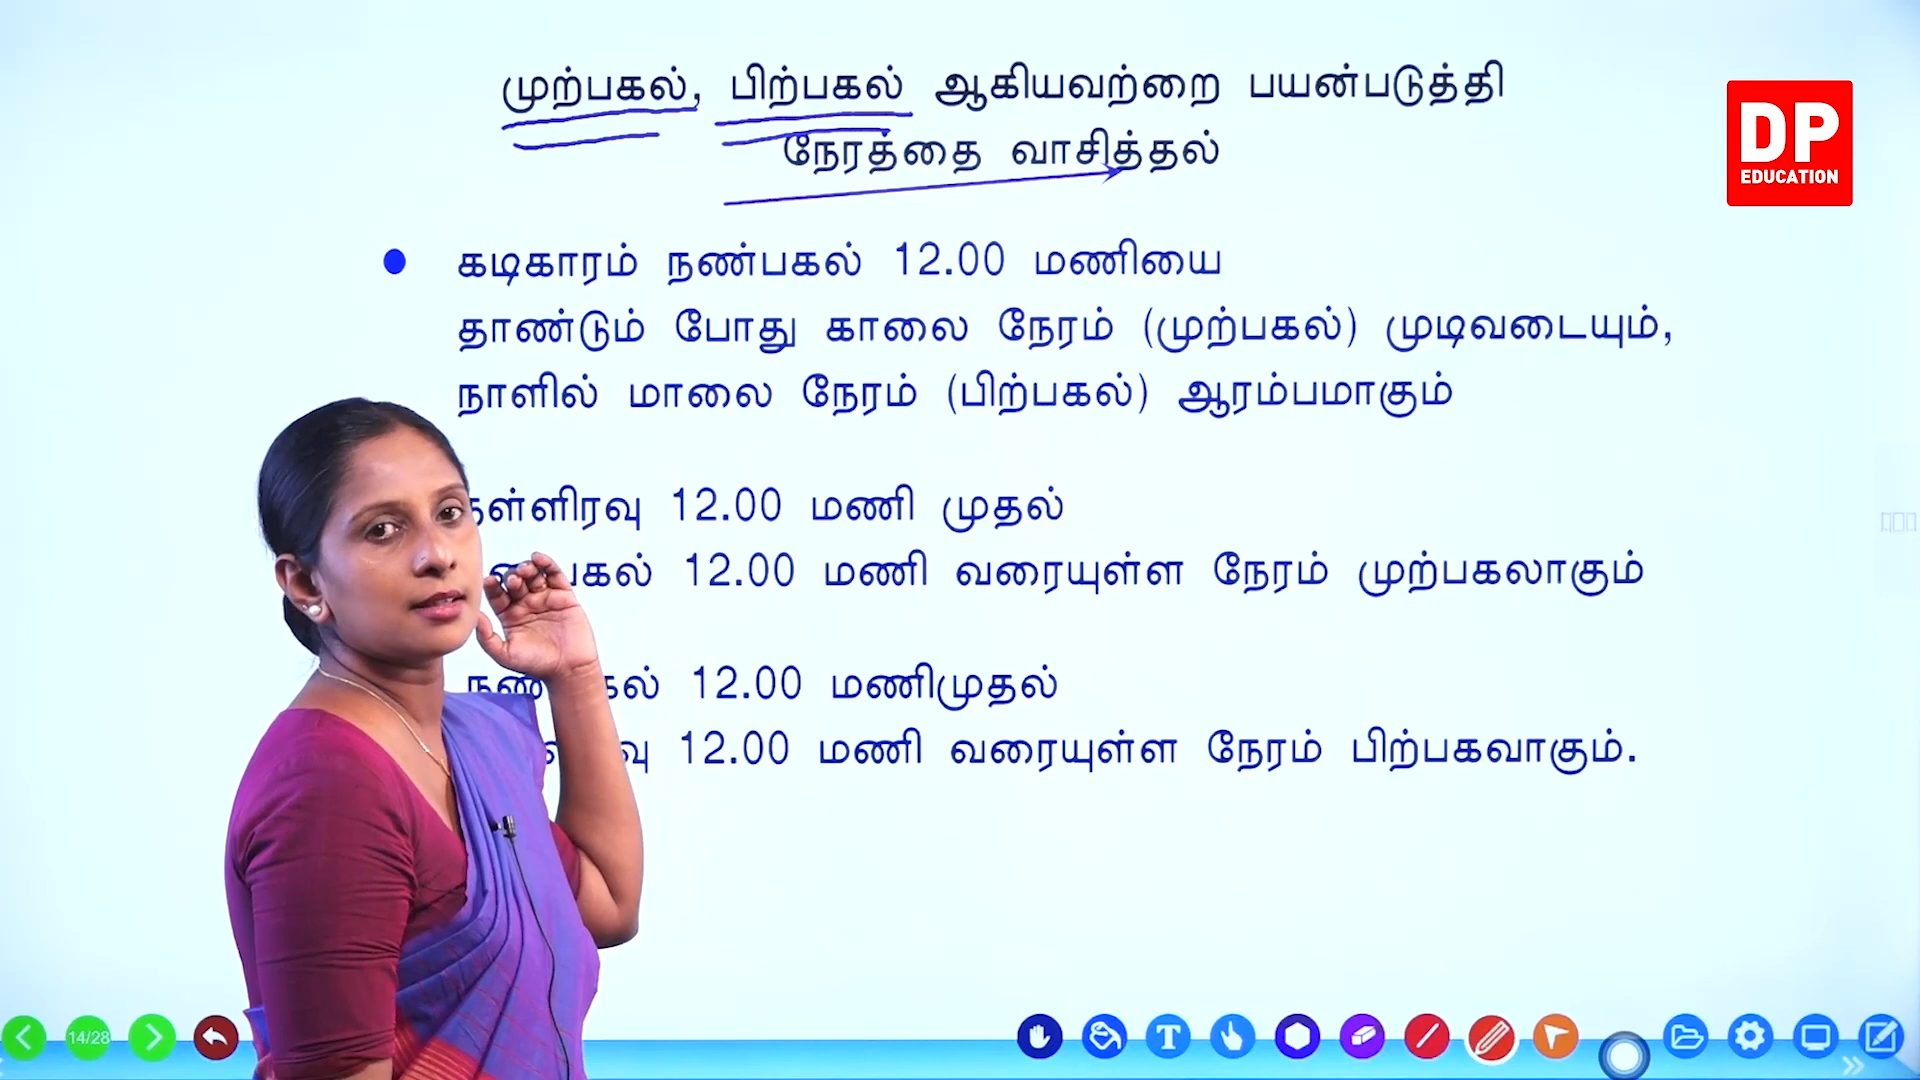 முற்பகல், பிற்பகல் ஆகியவற்றை பயன்படுத்தி
நேரத்தை வாசித்தல்
DP
EDUCATION
கடிகாரம் நண்பகல் 12.00 மணியை
தாண்டும் போது காலை நேரம் (முற்பகல்) முடிவடையும்,
நாளில் மாலை நேரம் (பிற்பகல்) ஆரம்பமாகும்
12.00 மணி முதல்
12.00 மணி வரையுள்ள நேரம் முற்பகலாகும்
12.00 மணிமுதல்
12.00 மணி வரையுள்ள நேரம் பிற்பகவாகும்.
14/28